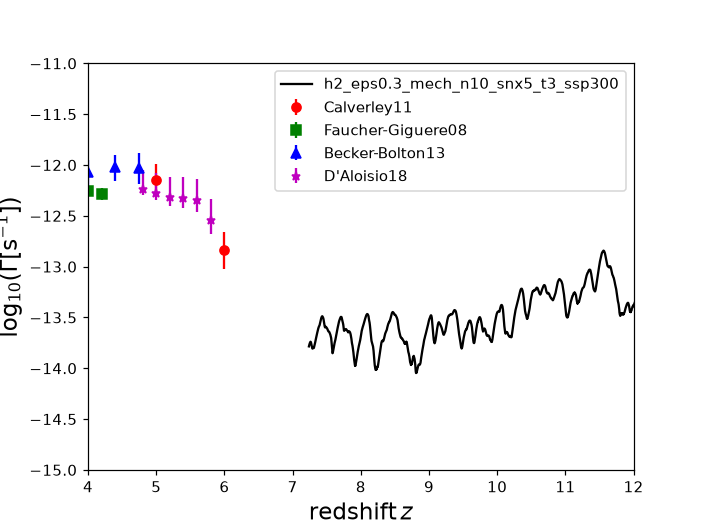 h2_eps0.3_mech_n10_snx5_t3_ssp300
Calverley11
Faucher-Giguere08
Becker-Bolton13
D'Aloisio18
−11.0
−11.5
−12.0
−12.5
−13.0
−13.5
−14.0
−14.5
−15.0
log₁₀(Γ[s⁻¹])
4 5 6 7 8 9 10 11 12
redshift z